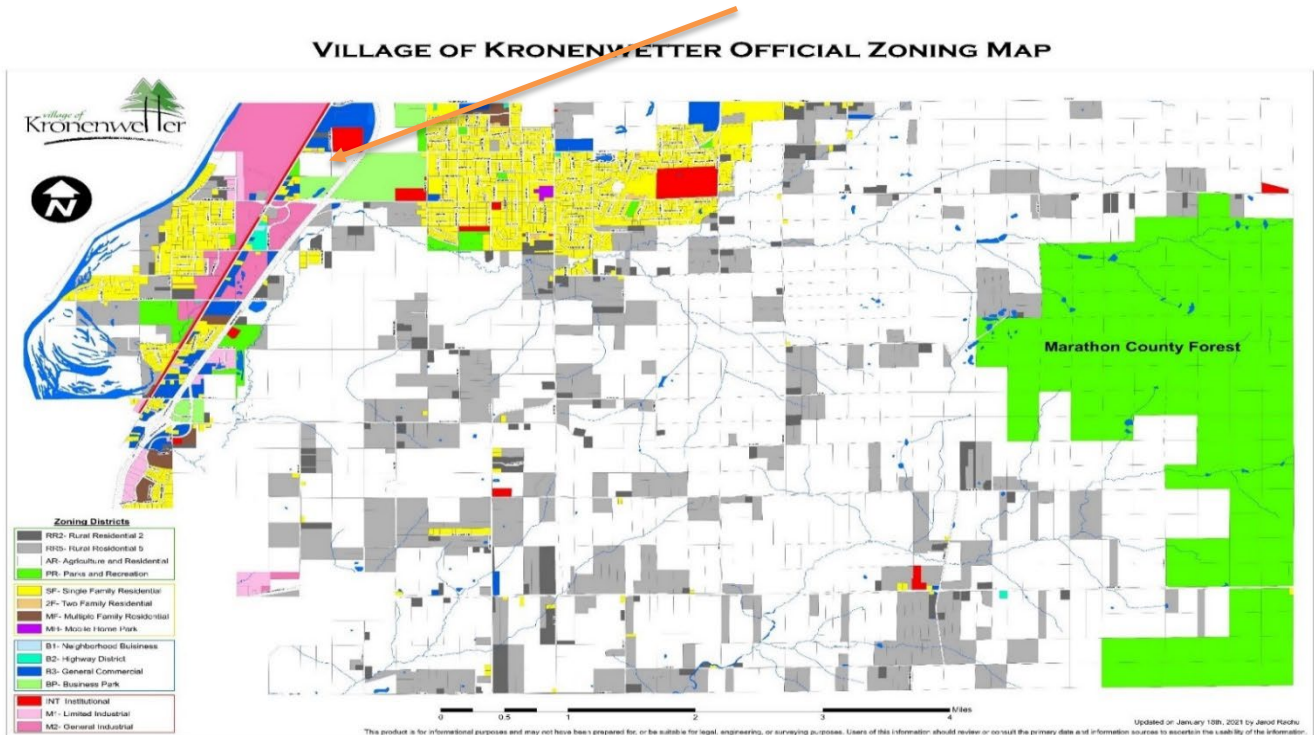 VILLAGE OF KRONENWETTER OFFICIAL ZONING MAP
village of
Kronenwetter
N
Marathon County Forest
Zoning Districts
RR2- Rural Residential 2
RR5- Rural Residential 5
AR- Agriculture and Residential
PR- Parks and Recreation
SF- Single Family Residential
2F- Two Family Residential
MF- Multiple Family Residential
MH- Mobile Home Park
B1- Neighborhood Buisiness
B2- Highway District
B3- General Commercial
BP- Business Park
INT Institutional
M1- Limited Industrial
M2- General Industrial
Miles
0 0.5 1 2 3 4
Updated on January 18th, 2021 by Jarod Rachu
This product is for informational purposes and may not have been prepared for, or be suitable for legal, engineering, or surveying purposes. Users of this information should review or consult the primary data and information sources to ascertain the usability of the information.